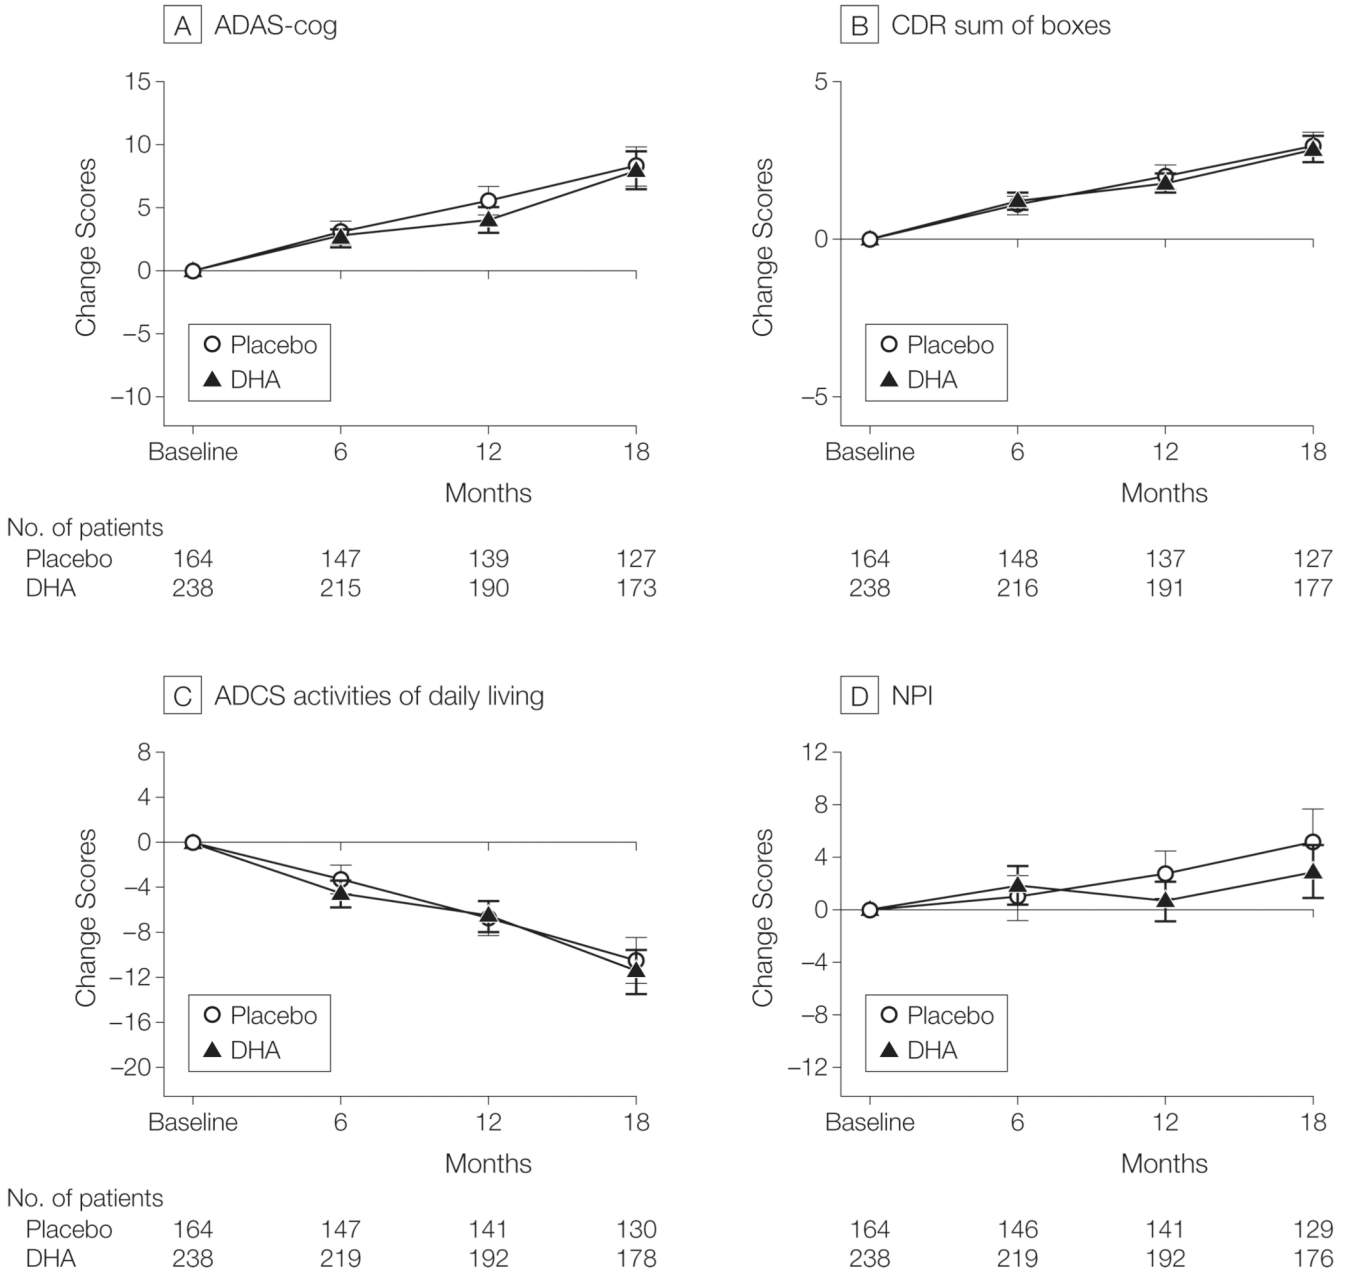 A ADAS-cog
15
10
5
0
–5
–10
Change Scores
Placebo
DHA
Baseline 6 12 18
Months
No. of patients
Placebo 164 147 139 127
DHA 238 215 190 173
B CDR sum of boxes
5
0
–5
Change Scores
Placebo
DHA
Baseline 6 12 18
Months
164 148 137 127
238 216 191 177
C ADCS activities of daily living
8
4
0
–4
–8
–12
–16
–20
Change Scores
Placebo
DHA
Baseline 6 12 18
Months
No. of patients
Placebo 164 147 141 130
DHA 238 219 192 178
D NPI
12
8
4
0
–4
–8
–12
Change Scores
Placebo
DHA
Baseline 6 12 18
Months
164 146 141 129
238 219 192 176